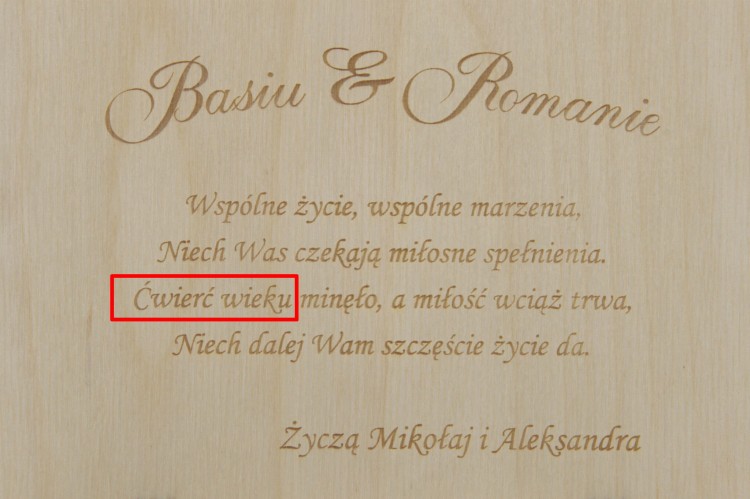 Basiu & Romanie
Wspólne życie, wspólne marzenia,
Niech Was czekają miłosne spełnienia.
Ćwierć wieku minęło, a miłość wciąż trwa,
Niech dalej Wam szczęście życie da.
Życzą Mikołaj i Aleksandra